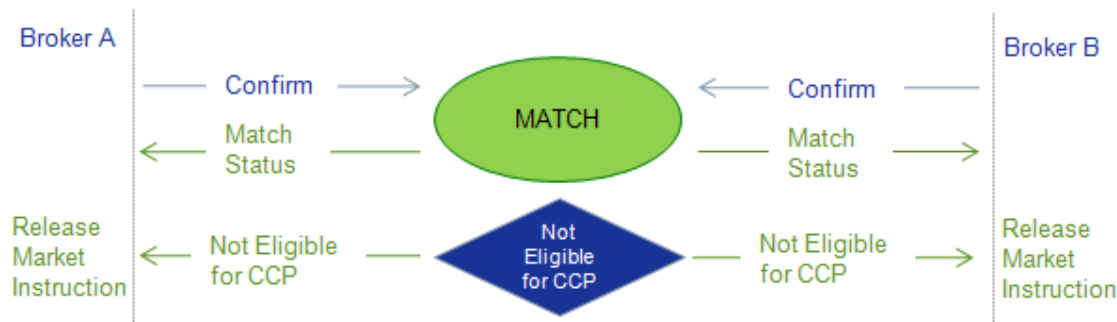 Broker A
Broker B
Confirm
MATCH
Confirm
Match
Status
Match
Status
Release
Market
Instruction
Not Eligible
for CCP
Not
Eligible
for CCP
Not Eligible
for CCP
Release
Market
Instruction